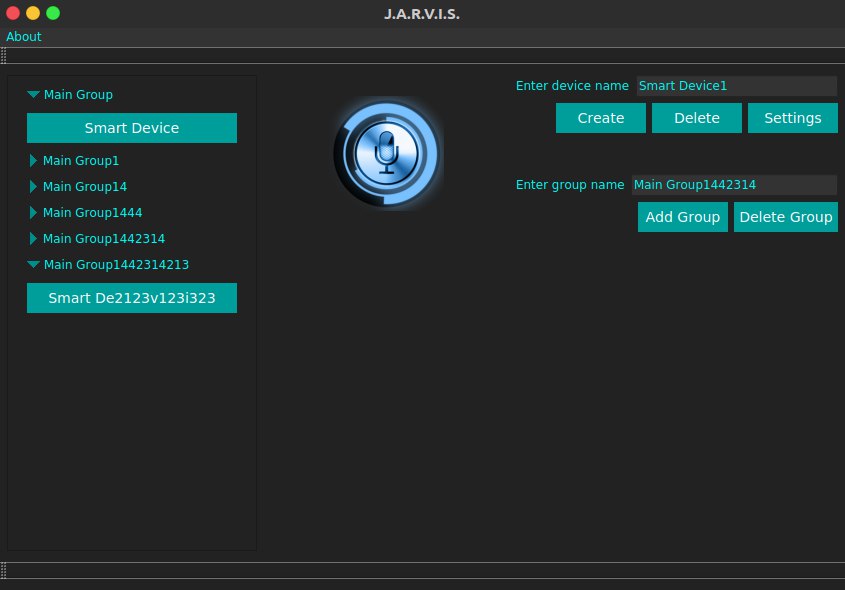 J.A.R.V.I.S.
About
Main Group
Smart Device
Main Group1
Main Group14
Main Group1444
Main Group1442314
Main Group1442314213
Smart De2123v123i323
Enter device name Smart Device1
Create Delete Settings
Enter group name Main Group1442314
Add Group Delete Group